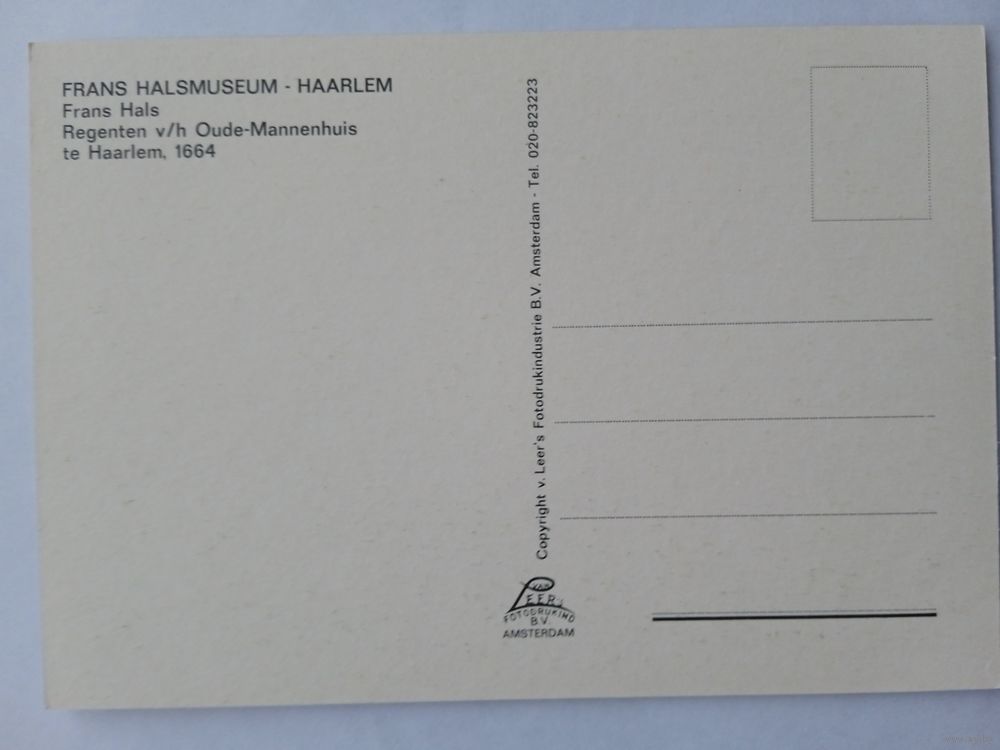 FRANS HALSMUSEUM - HAARLEM
Frans Hals
Regenten v/h Oude-Mannenhuis
te Haarlem, 1664
Copyright v. Leer's Fotodrukindustrie B.V. Amsterdam - Tel. 020-823223
VAN
LEER's
FOTODRUKIND
B.V.
AMSTERDAM